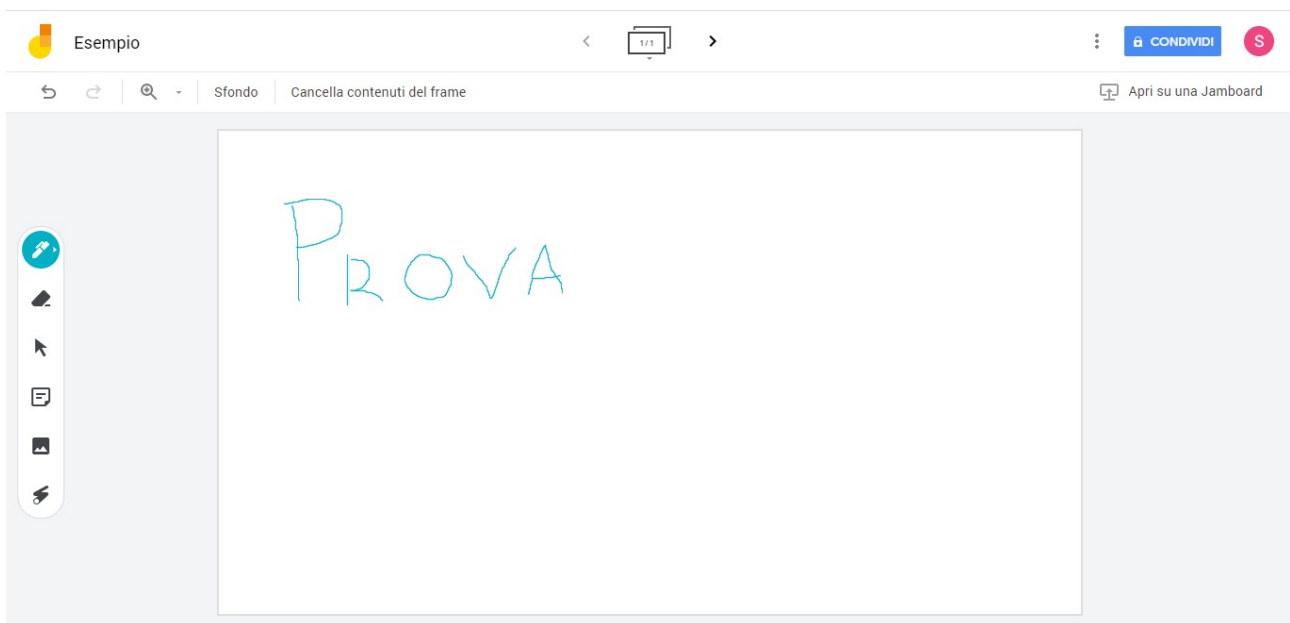 Esempio
1/1
CONDIVIDI
S
Sfondo
Cancella contenuti del frame
Apri su una Jamboard
PROVA